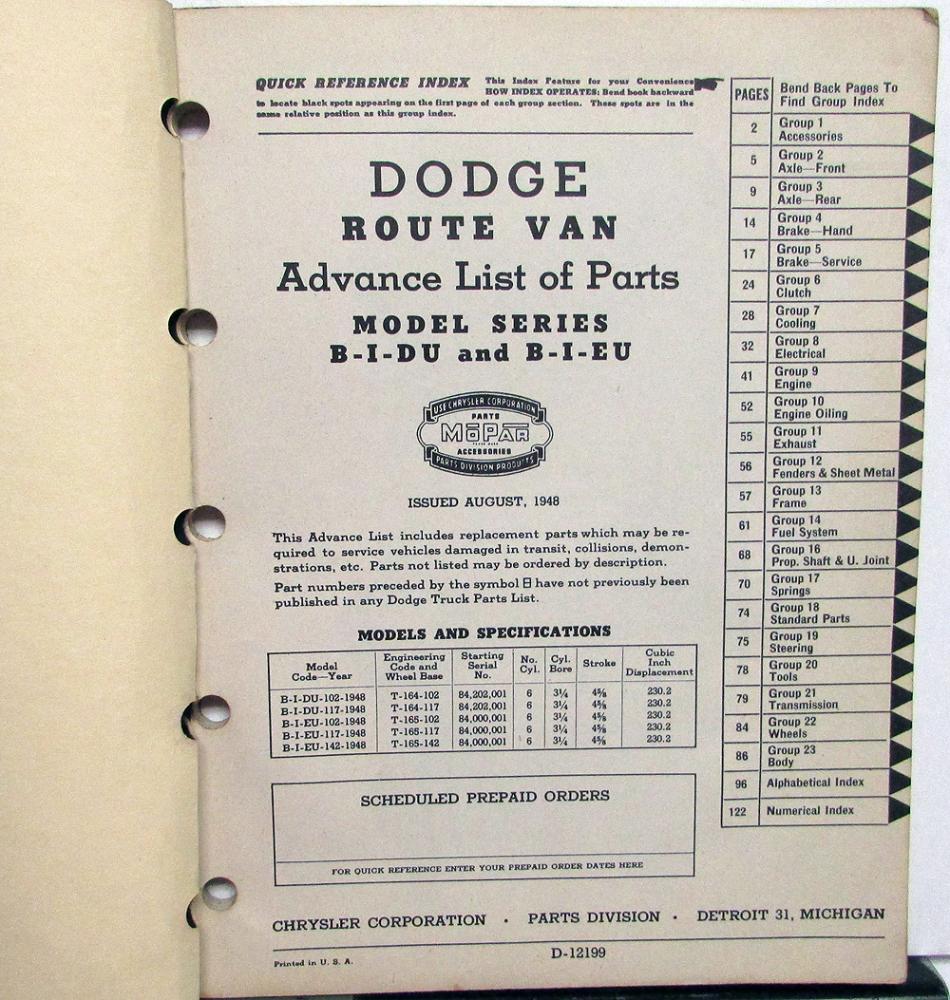 QUICK REFERENCE INDEX
This Index Feature for your Convenience
HOW INDEX OPERATES: Bend book backward
to locate black spots appearing on the first page of each group section. These spots are in the
same relative position as this group index.
DODGE
ROUTE VAN
Advance List of Parts
MODEL SERIES
B-I-DU and B-I-EU
USE CHRYSLER CORPORATION
PARTS
MOPAR
TRADE MARK
ACCESSORIES
PARTS DIVISION PRODUCTS
ISSUED AUGUST, 1948
This Advance List includes replacement parts which may be re-
quired to service vehicles damaged in transit, collisions, demon-
strations, etc. Parts not listed may be ordered by description.
Part numbers preceded by the symbol 日 have not previously been
published in any Dodge Truck Parts List.
MODELS AND SPECIFICATIONS
Model Code—Year Engineering Code and Wheel Base Starting Serial No. No. Cyl. Cyl. Bore Stroke Cubic Inch Displacement
B-I-DU-102-1948 T-164-102 84,202,001 6 3¼ 4⅝ 230.2
B-I-DU-117-1948 T-164-117 84,202,001 6 3¼ 4⅝ 230.2
B-I-EU-102-1948 T-165-102 84,000,001 6 3¼ 4⅝ 230.2
B-I-EU-117-1948 T-165-117 84,000,001 6 3¼ 4⅝ 230.2
B-I-EU-142-1948 T-165-142 84,000,001 6 3¼ 4⅝ 230.2
SCHEDULED PREPAID ORDERS
FOR QUICK REFERENCE ENTER YOUR PREPAID ORDER DATES HERE
CHRYSLER CORPORATION · PARTS DIVISION · DETROIT 31, MICHIGAN
Printed in U. S. A.
D-12199
PAGES
Bend Back Pages To
Find Group Index
2 Group 1
Accessories
5 Group 2
Axle—Front
9 Group 3
Axle—Rear
14 Group 4
Brake—Hand
17 Group 5
Brake—Service
24 Group 6
Clutch
28 Group 7
Cooling
32 Group 8
Electrical
41 Group 9
Engine
52 Group 10
Engine Oiling
55 Group 11
Exhaust
56 Group 12
Fenders & Sheet Metal
57 Group 13
Frame
61 Group 14
Fuel System
68 Group 16
Prop. Shaft & U. Joint
70 Group 17
Springs
74 Group 18
Standard Parts
75 Group 19
Steering
78 Group 20
Tools
79 Group 21
Transmission
84 Group 22
Wheels
86 Group 23
Body
96 Alphabetical Index
122 Numerical Index